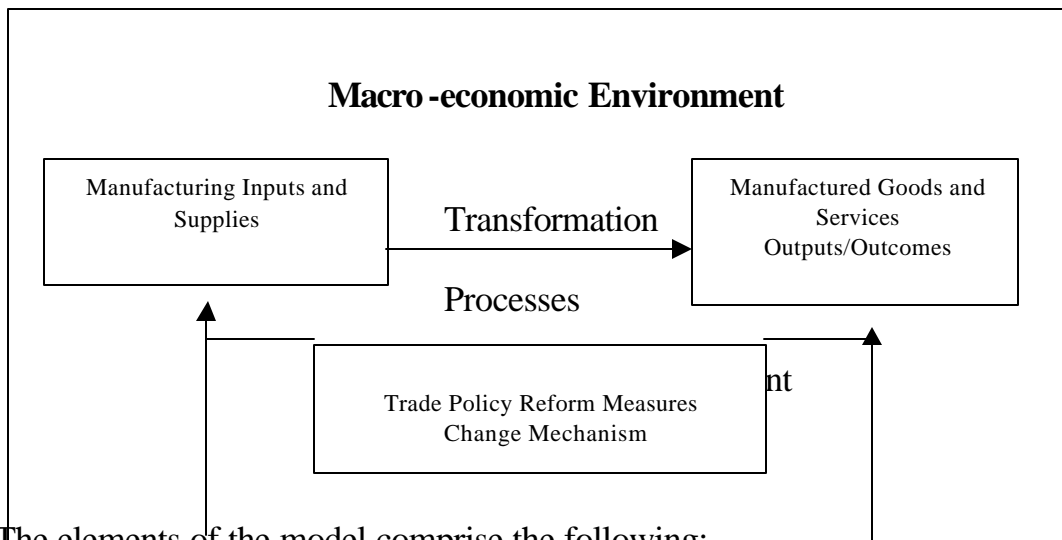 Macro-economic Environment
Manufacturing Inputs and
Supplies
Transformation
Processes
Manufactured Goods and
Services
Outputs/Outcomes
nt
Trade Policy Reform Measures
Change Mechanism
The elements of the model comprise the following: